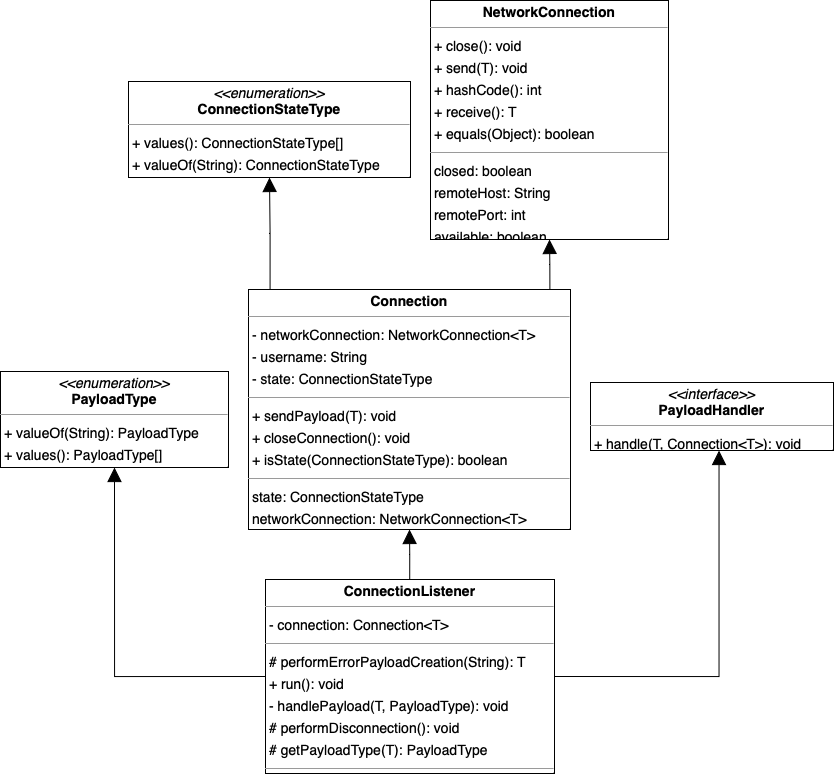 NetworkConnection
+ close(): void
+ send(T): void
+ hashCode(): int
+ receive(): T
+ equals(Object): boolean
closed: boolean
remoteHost: String
remotePort: int
available: boolean
<<enumeration>>
ConnectionStateType
+ values(): ConnectionStateType[]
+ valueOf(String): ConnectionStateType
Connection
- networkConnection: NetworkConnection<T>
- username: String
- state: ConnectionStateType
+ sendPayload(T): void
+ closeConnection(): void
+ isState(ConnectionStateType): boolean
state: ConnectionStateType
networkConnection: NetworkConnection<T>
<<enumeration>>
PayloadType
+ valueOf(String): PayloadType
+ values(): PayloadType[]
<<interface>>
PayloadHandler
+ handle(T, Connection<T>): void
ConnectionListener
- connection: Connection<T>
# performErrorPayloadCreation(String): T
+ run(): void
- handlePayload(T, PayloadType): void
# performDisconnection(): void
# getPayloadType(T): PayloadType